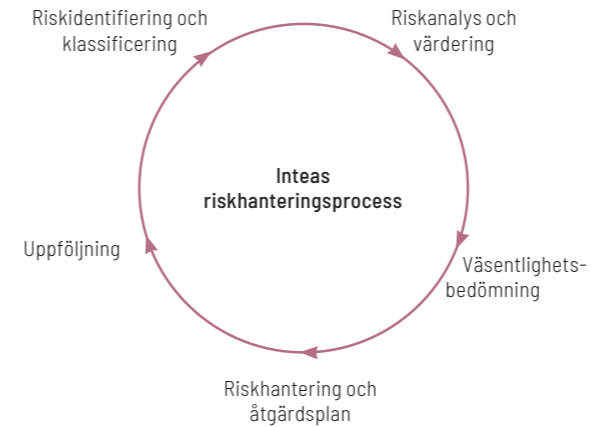 Riskidentifiering och
klassificering
Riskanalys och
värdering
Inteas
riskhanteringsprocess
Uppföljning
Väsentlighets-
bedömning
Riskhantering och
åtgärdsplan